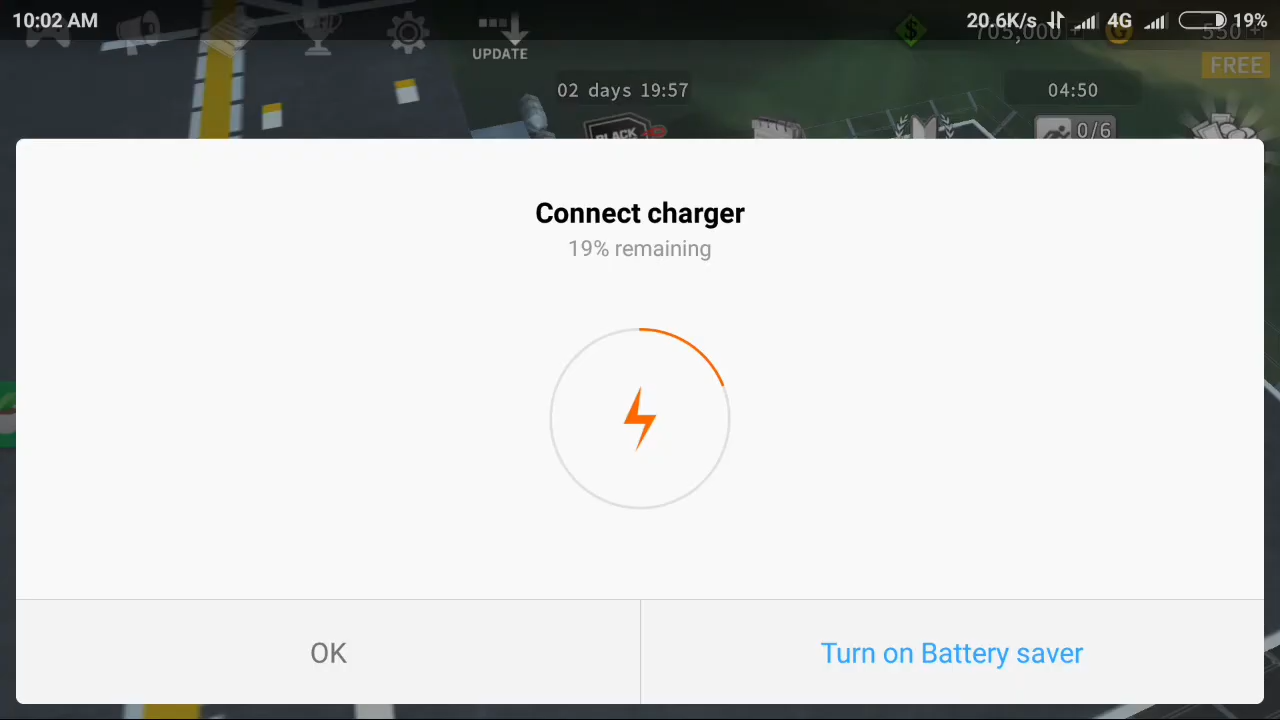 10:02 AM
20.6K/s 4G 19%
UPDATE
705,000
550
FREE
02 days 19:57
04:50
BLACK
0/6
Connect charger
19% remaining
OK
Turn on Battery saver